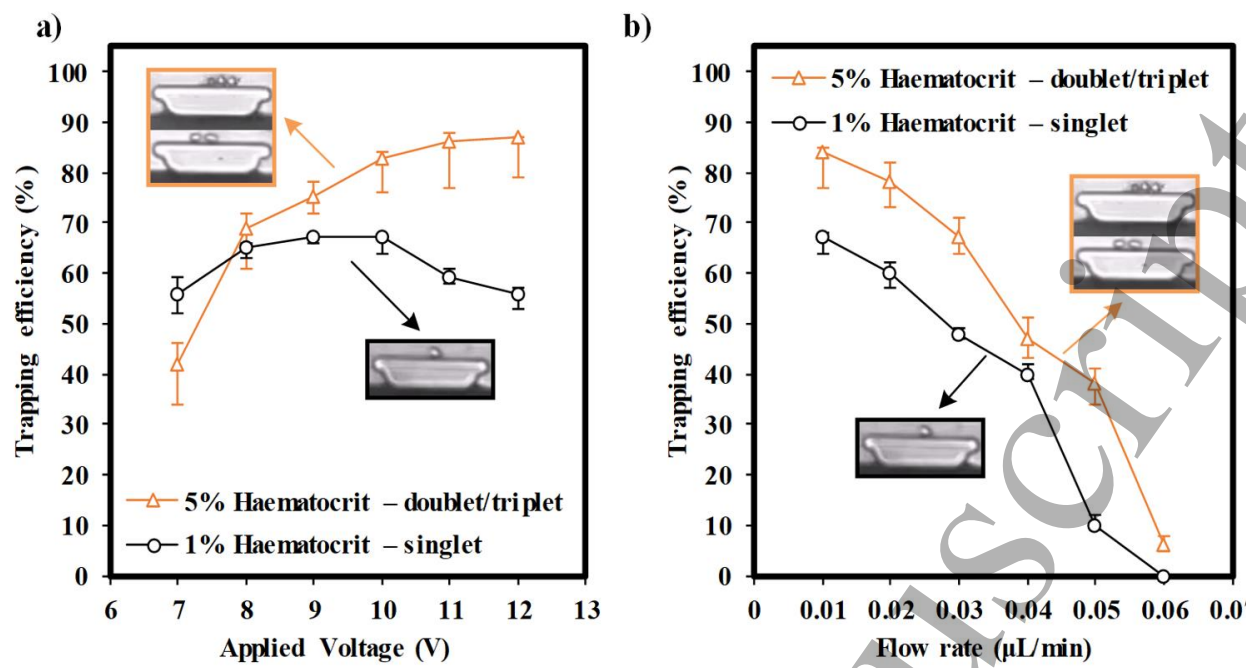 a)
100
90
80
70
60
50
40
30
20
10
0
Trapping efficiency (%)
5% Haematocrit – doublet/triplet
1% Haematocrit – singlet
6 7 8 9 10 11 12 13
Applied Voltage (V)
b)
100
90
80
70
60
50
40
30
20
10
0
Trapping efficiency (%)
5% Haematocrit – doublet/triplet
1% Haematocrit – singlet
0 0.01 0.02 0.03 0.04 0.05 0.06 0.07
Flow rate (µL/min)